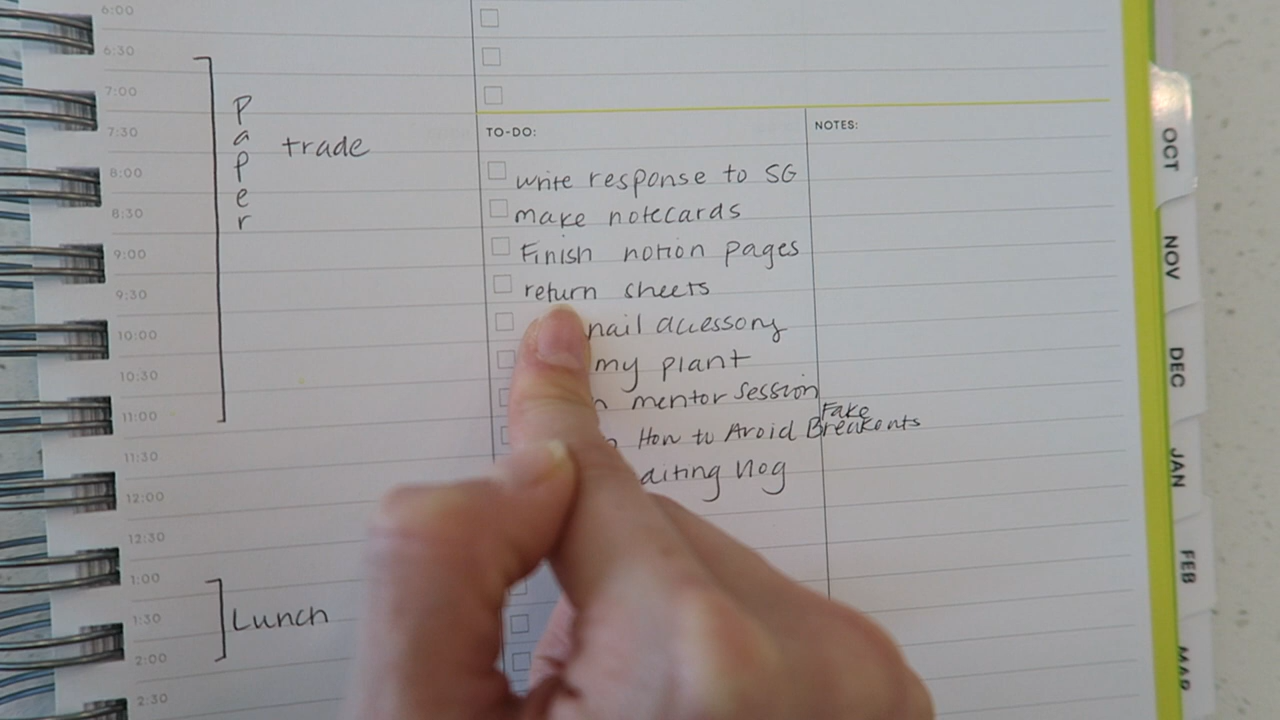 6:00
6:30
7:00
7:30
8:00
8:30
9:00
9:30
10:00
10:30
11:00
11:30
12:00
12:30
1:00
1:30
2:00
2:30
Paper
trade
Lunch
TO-DO:
write response to SG
make notecards
Finish notion pages
return sheets
nail accessory
my plant
mentor session
How to Avoid Fake Breakouts
NOTES:
OCT
NOV
DEC
JAN
FEB
MAR